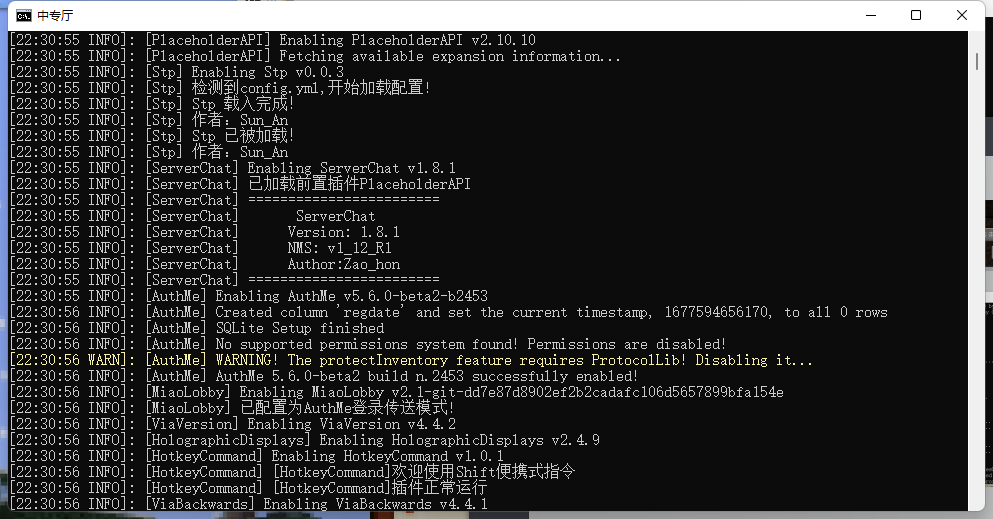 中专厅
[22:30:55 INFO]: [PlaceholderAPI] Enabling PlaceholderAPI v2.10.10
[22:30:55 INFO]: [PlaceholderAPI] Fetching available expansion information...
[22:30:55 INFO]: [Stp] Enabling Stp v0.0.3
[22:30:55 INFO]: [Stp] 检测到config.yml,开始加载配置!
[22:30:55 INFO]: [Stp] Stp 载入完成!
[22:30:55 INFO]: [Stp] 作者: Sun_An
[22:30:55 INFO]: [Stp] Stp 已被加载!
[22:30:55 INFO]: [Stp] 作者: Sun_An
[22:30:55 INFO]: [ServerChat] Enabling ServerChat v1.8.1
[22:30:55 INFO]: [ServerChat] 已加载前置插件PlaceholderAPI
[22:30:55 INFO]: [ServerChat] ========================
[22:30:55 INFO]: [ServerChat] ServerChat
[22:30:55 INFO]: [ServerChat] Version: 1.8.1
[22:30:55 INFO]: [ServerChat] NMS: v1_12_R1
[22:30:55 INFO]: [ServerChat] Author:Zao_hon
[22:30:55 INFO]: [ServerChat] ========================
[22:30:55 INFO]: [AuthMe] Enabling AuthMe v5.6.0-beta2-b2453
[22:30:56 INFO]: [AuthMe] Created column 'regdate' and set the current timestamp, 1677594656170, to all 0 rows
[22:30:56 INFO]: [AuthMe] SQLite Setup finished
[22:30:56 INFO]: [AuthMe] No supported permissions system found! Permissions are disabled!
[22:30:56 WARN]: [AuthMe] WARNING! The protectInventory feature requires ProtocolLib! Disabling it...
[22:30:56 INFO]: [AuthMe] AuthMe 5.6.0-beta2 build n.2453 successfully enabled!
[22:30:56 INFO]: [MiaoLobby] Enabling MiaoLobby v2.1-git-dd7e87d8902ef2b2cadafc106d5657899bfa154e
[22:30:56 INFO]: [MiaoLobby] 已配置为AuthMe登录传送模式!
[22:30:56 INFO]: [ViaVersion] Enabling ViaVersion v4.4.2
[22:30:56 INFO]: [HolographicDisplays] Enabling HolographicDisplays v2.4.9
[22:30:56 INFO]: [HotkeyCommand] Enabling HotkeyCommand v1.0.1
[22:30:56 INFO]: [HotkeyCommand] [HotkeyCommand]欢迎使用Shift便携式指令
[22:30:56 INFO]: [HotkeyCommand] [HotkeyCommand]插件正常运行
[22:30:56 INFO]: [ViaBackwards] Enabling ViaBackwards v4.4.1